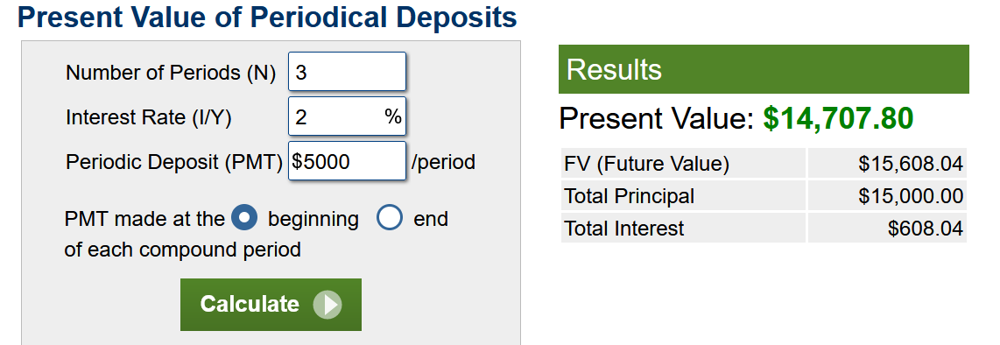 Present Value of Periodical Deposits
Number of Periods (N) 3
Interest Rate (I/Y) 2 %
Periodic Deposit (PMT) $5000 /period
PMT made at the beginning end
of each compound period
Calculate
Results
Present Value: $14,707.80
FV (Future Value) $15,608.04
Total Principal $15,000.00
Total Interest $608.04